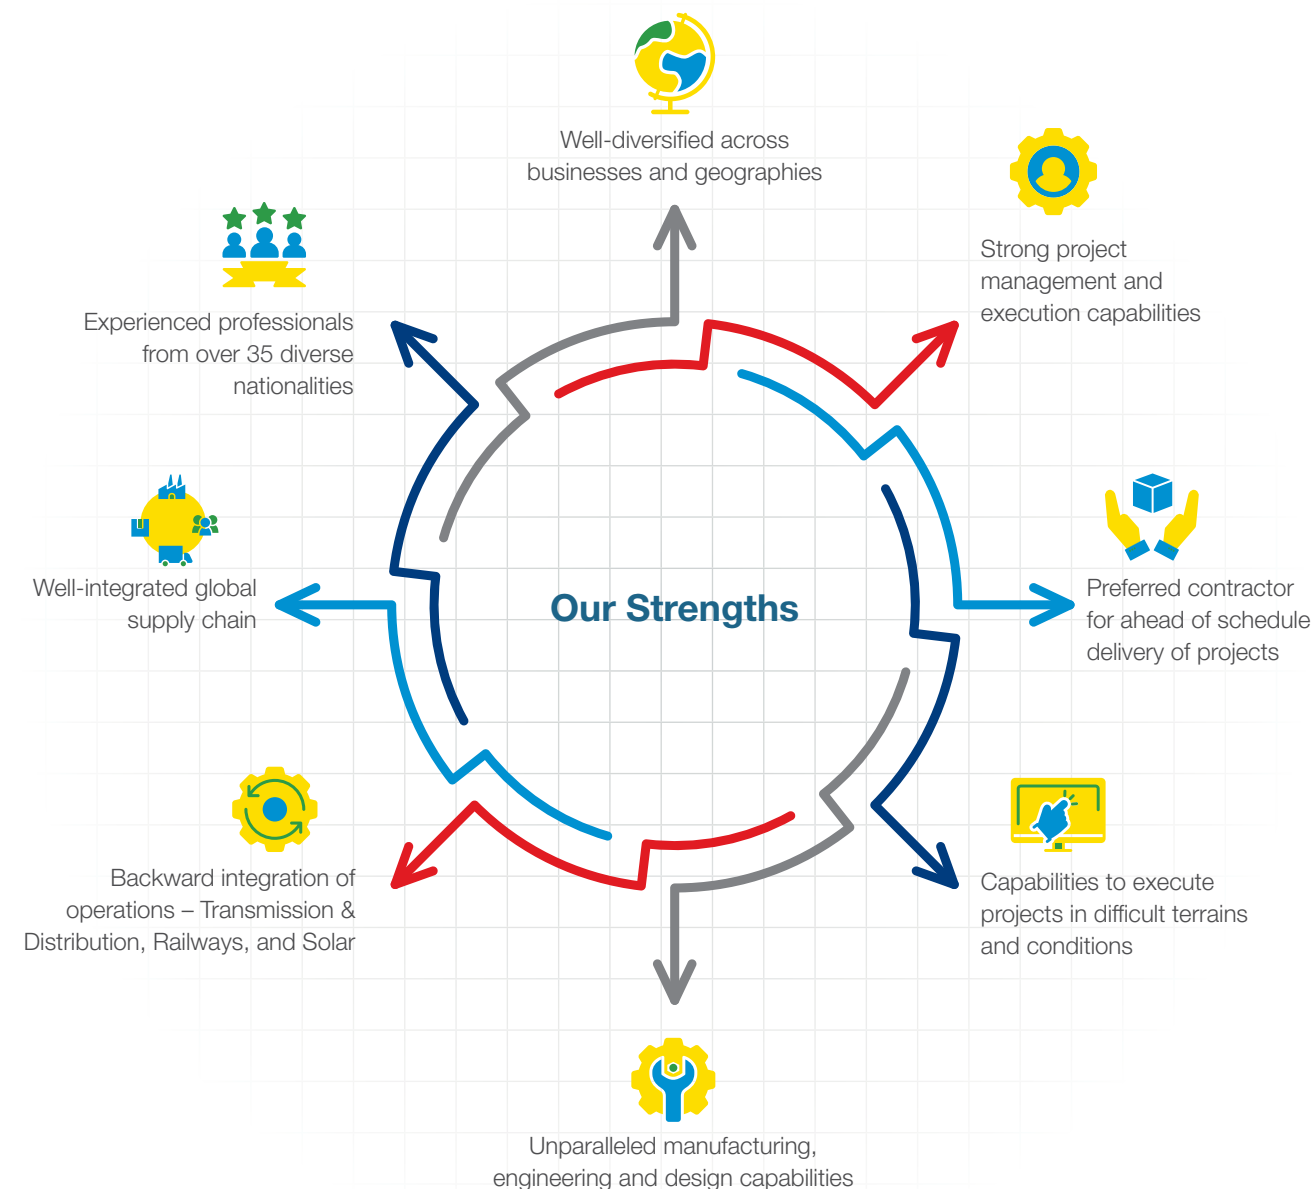 Well-diversified across
businesses and geographies
Strong project
management and
execution capabilities
Preferred contractor
for ahead of schedule
delivery of projects
Capabilities to execute
projects in difficult terrains
and conditions
Unparalleled manufacturing,
engineering and design capabilities
Backward integration of
operations – Transmission &
Distribution, Railways, and Solar
Well-integrated global
supply chain
Experienced professionals
from over 35 diverse
nationalities
Our Strengths